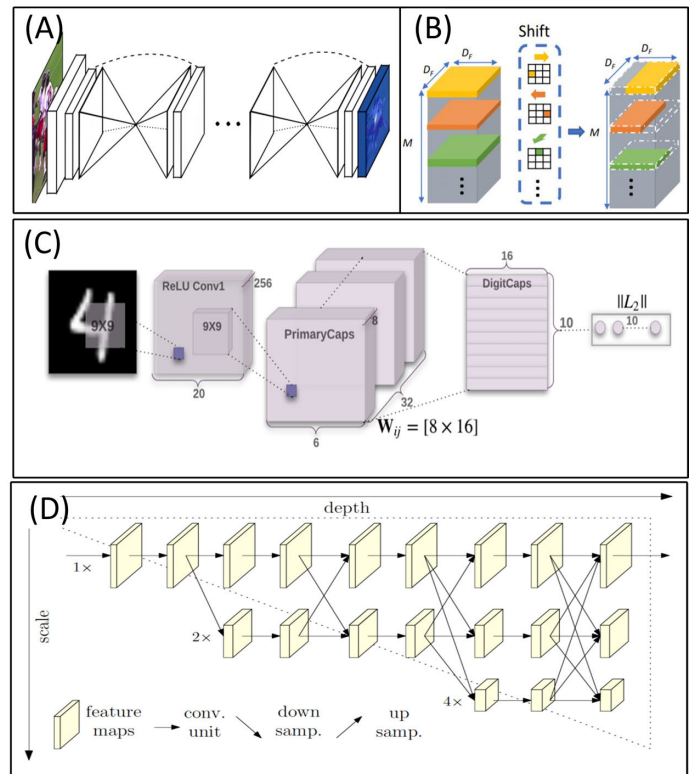 (A)
(B)
Shift
D_F
D_F
M
D_F
D_F
M
(C)
9X9
ReLU Conv1
256
9X9
20
PrimaryCaps
8
32
6
W_ij = [8 × 16]
16
DigitCaps
10
||L_2||
10
(D)
depth
scale
1×
2×
4×
feature maps
conv. unit
down samp.
up samp.